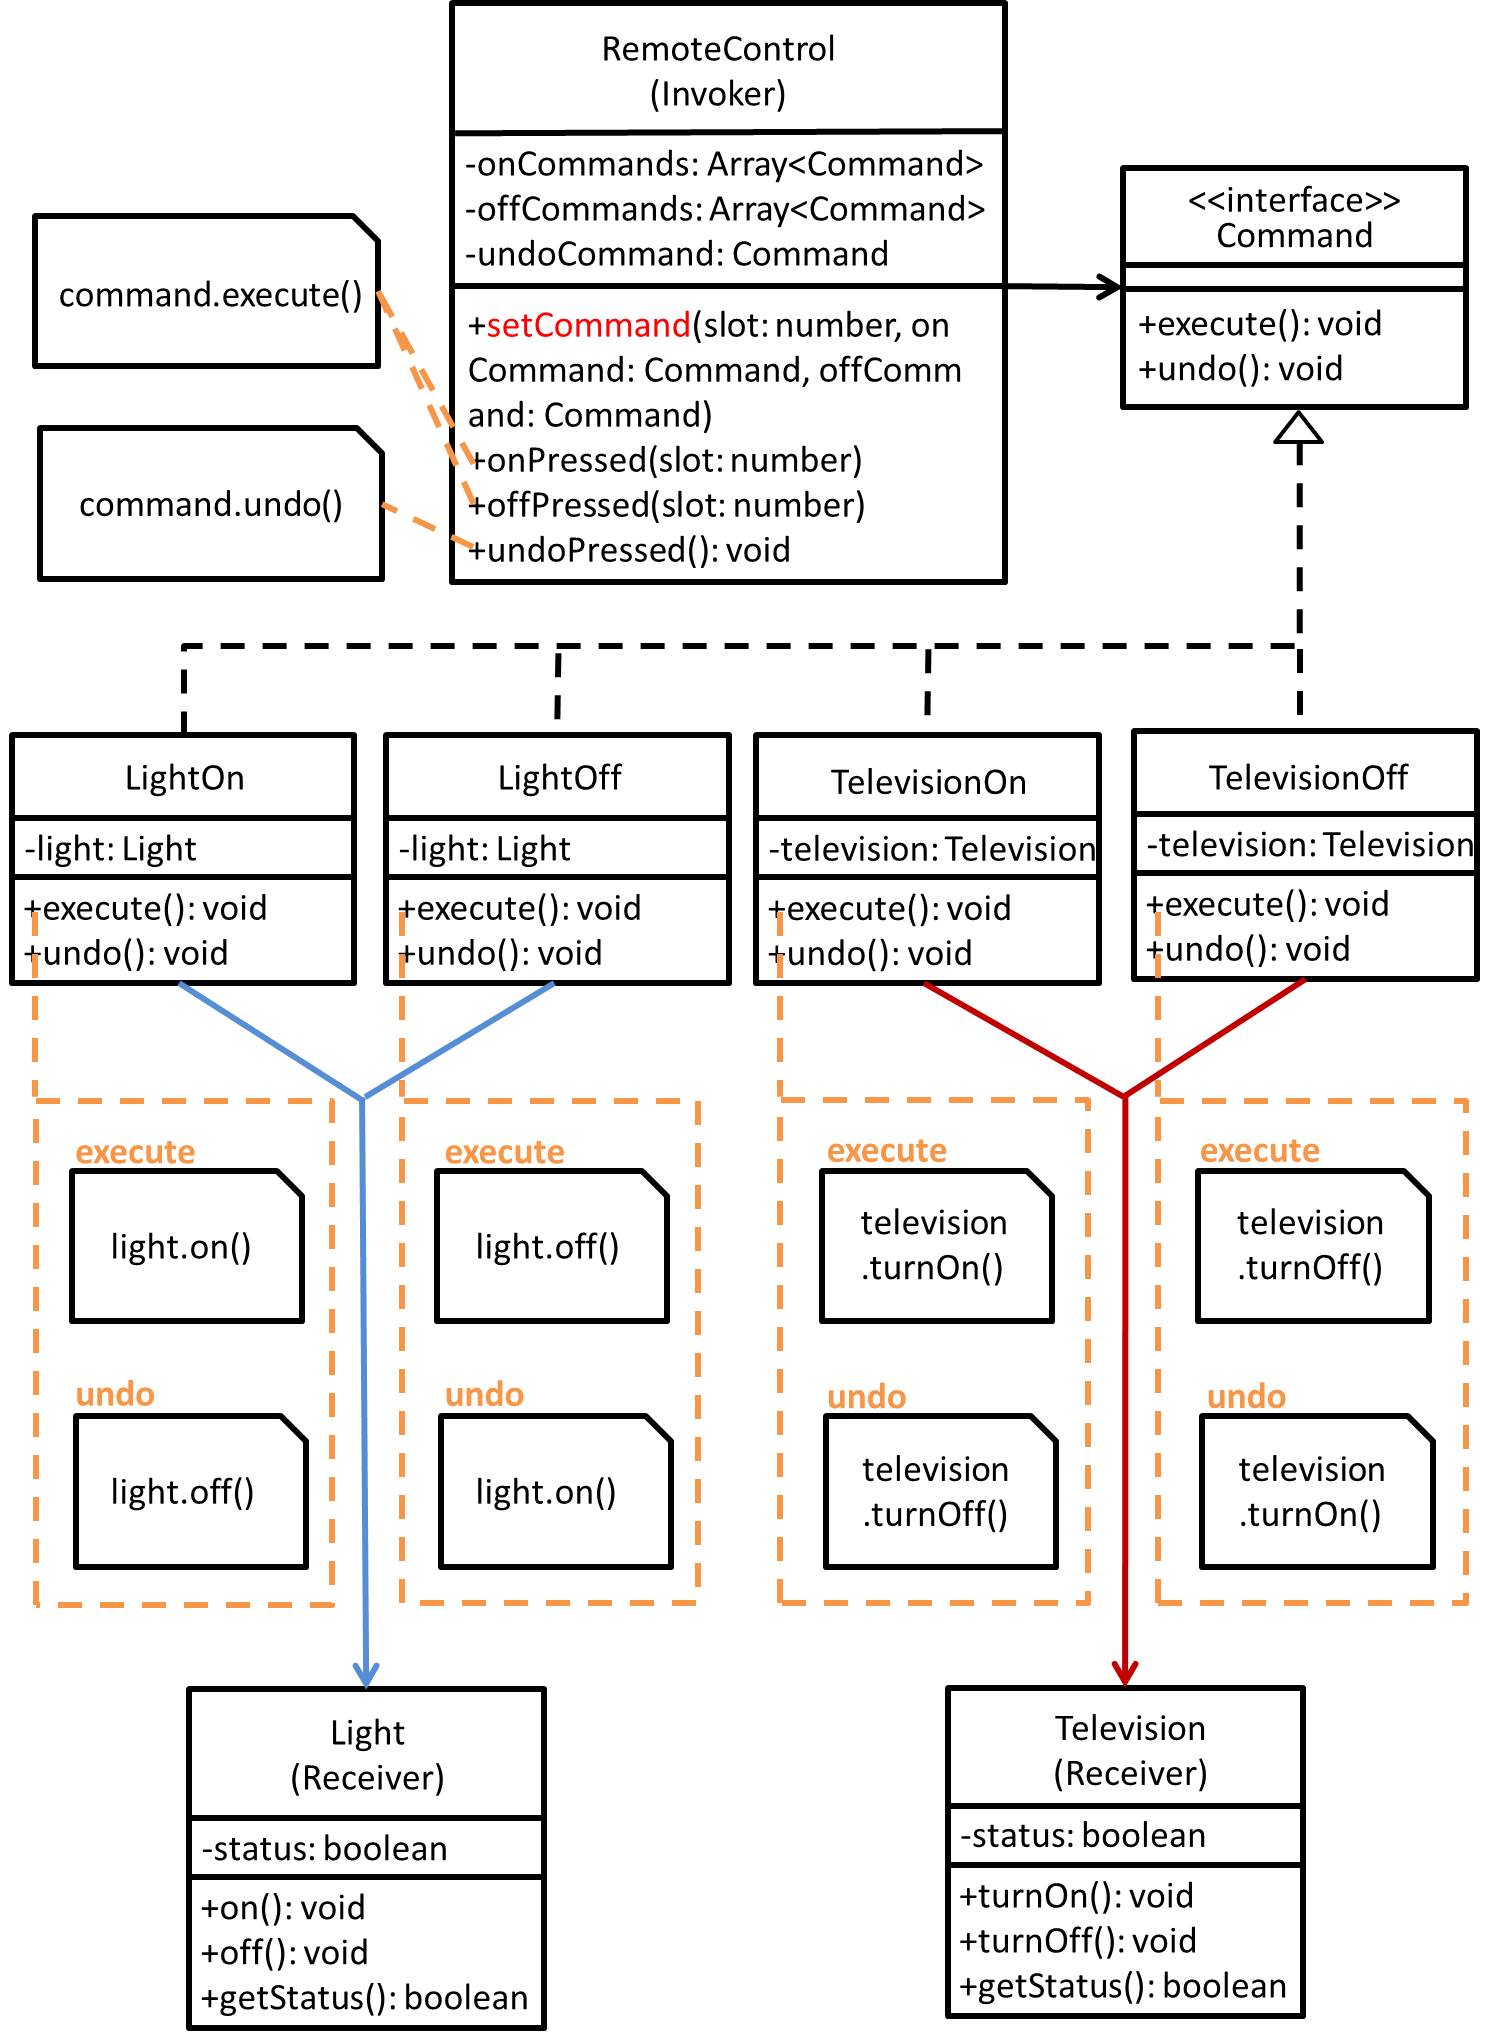 RemoteControl
(Invoker)
-onCommands: Array<Command>
-offCommands: Array<Command>
-undoCommand: Command
+setCommand(slot: number, on
Command: Command, offComm
and: Command)
+onPressed(slot: number)
+offPressed(slot: number)
+undoPressed(): void
<<interface>>
Command
+execute(): void
+undo(): void
command.execute()
command.undo()
LightOn
-light: Light
+execute(): void
+undo(): void
LightOff
-light: Light
+execute(): void
+undo(): void
TelevisionOn
-television: Television
+execute(): void
+undo(): void
TelevisionOff
-television: Television
+execute(): void
+undo(): void
execute
light.on()
undo
light.off()
execute
light.off()
undo
light.on()
execute
television
.turnOn()
undo
television
.turnOff()
execute
television
.turnOff()
undo
television
.turnOn()
Light
(Receiver)
-status: boolean
+on(): void
+off(): void
+getStatus(): boolean
Television
(Receiver)
-status: boolean
+turnOn(): void
+turnOff(): void
+getStatus(): boolean